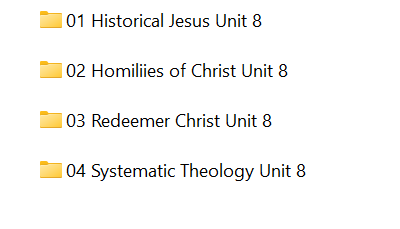 01 Historical Jesus Unit 8
02 Homiliies of Christ Unit 8
03 Redeemer Christ Unit 8
04 Systematic Theology Unit 8